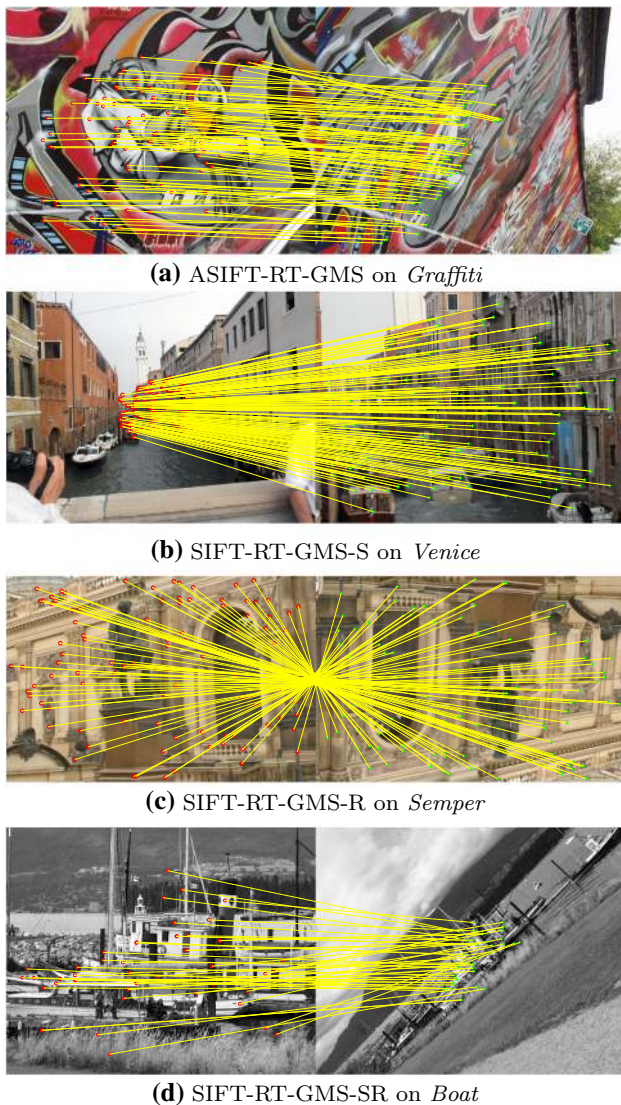 (a) ASIFT-RT-GMS on Graffiti
(b) SIFT-RT-GMS-S on Venice
(c) SIFT-RT-GMS-R on Semper
(d) SIFT-RT-GMS-SR on Boat